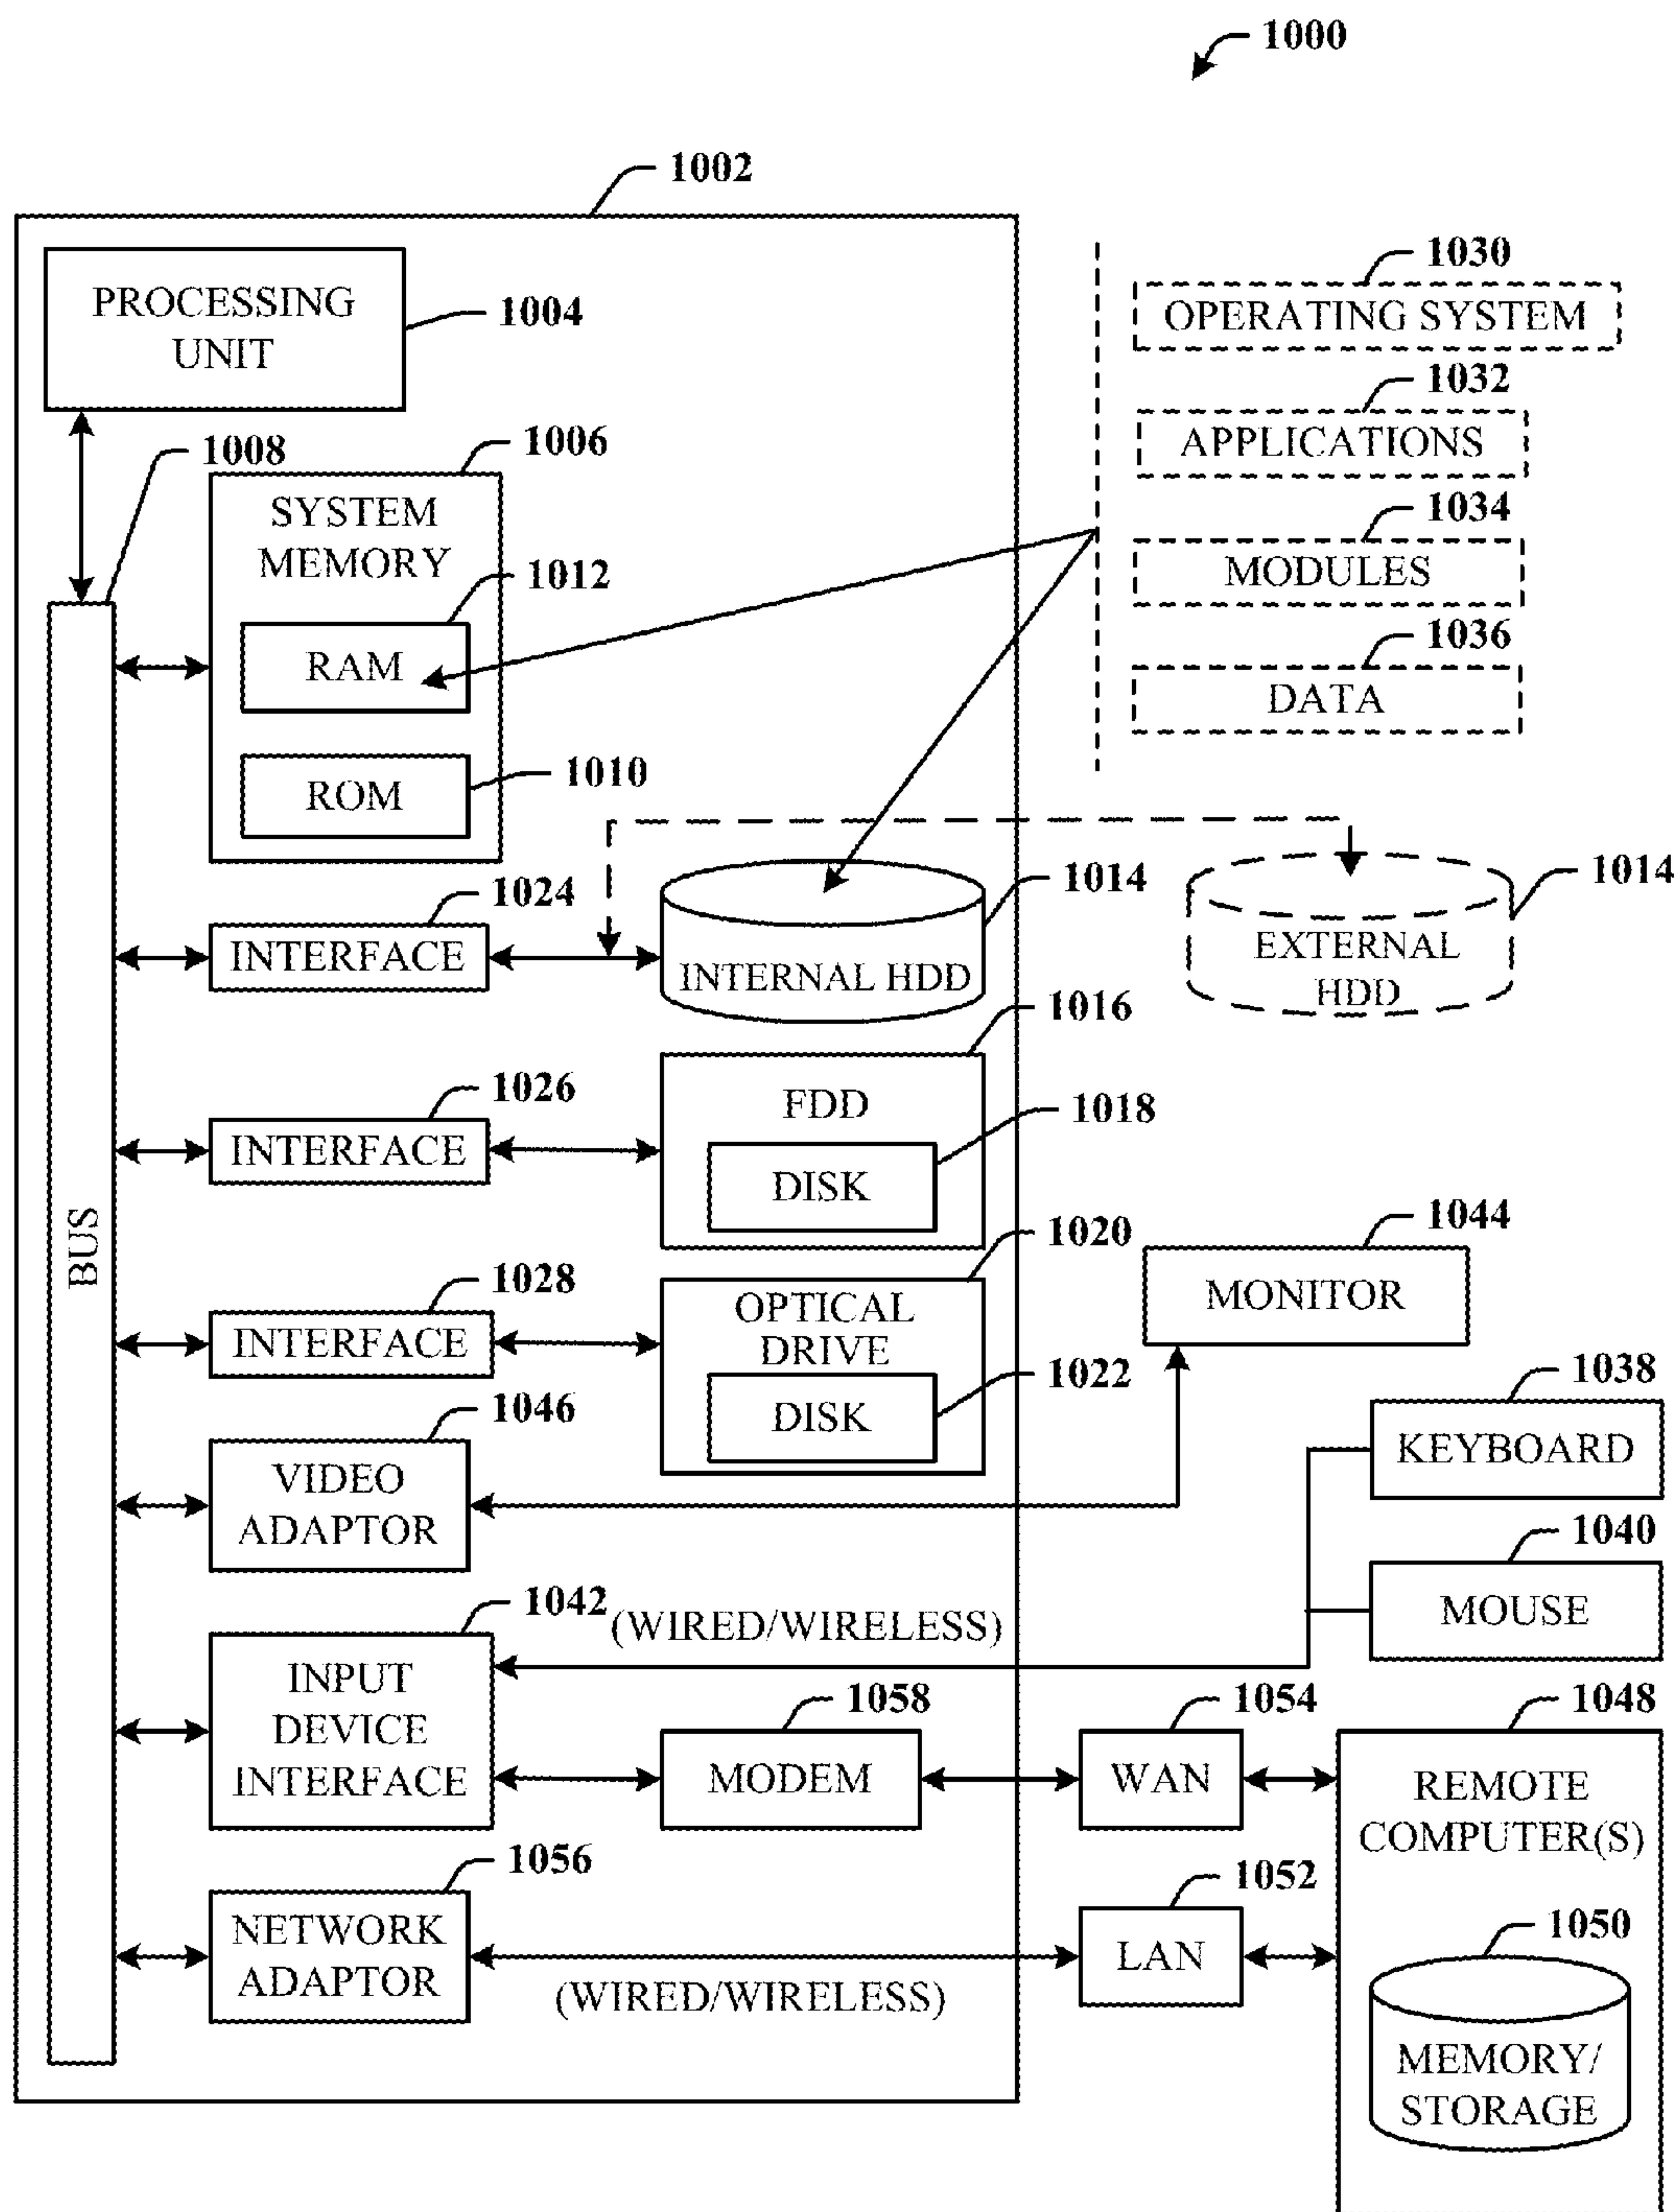 1000
1002
PROCESSING
UNIT
1004
1030
OPERATING SYSTEM
1032
APPLICATIONS
1034
MODULES
1036
DATA
1008
1006
SYSTEM
MEMORY
1012
RAM
1010
ROM
1024
INTERFACE
1014
INTERNAL HDD
1014
EXTERNAL
HDD
1016
FDD
1018
DISK
1026
INTERFACE
BUS
1028
INTERFACE
1020
OPTICAL
DRIVE
1022
DISK
1044
MONITOR
1046
VIDEO
ADAPTOR
1038
KEYBOARD
1040
MOUSE
1042
(WIRED/WIRELESS)
INPUT
DEVICE
INTERFACE
1058
MODEM
1054
WAN
1048
REMOTE
COMPUTER(S)
1056
NETWORK
ADAPTOR
(WIRED/WIRELESS)
1052
LAN
1050
MEMORY/
STORAGE